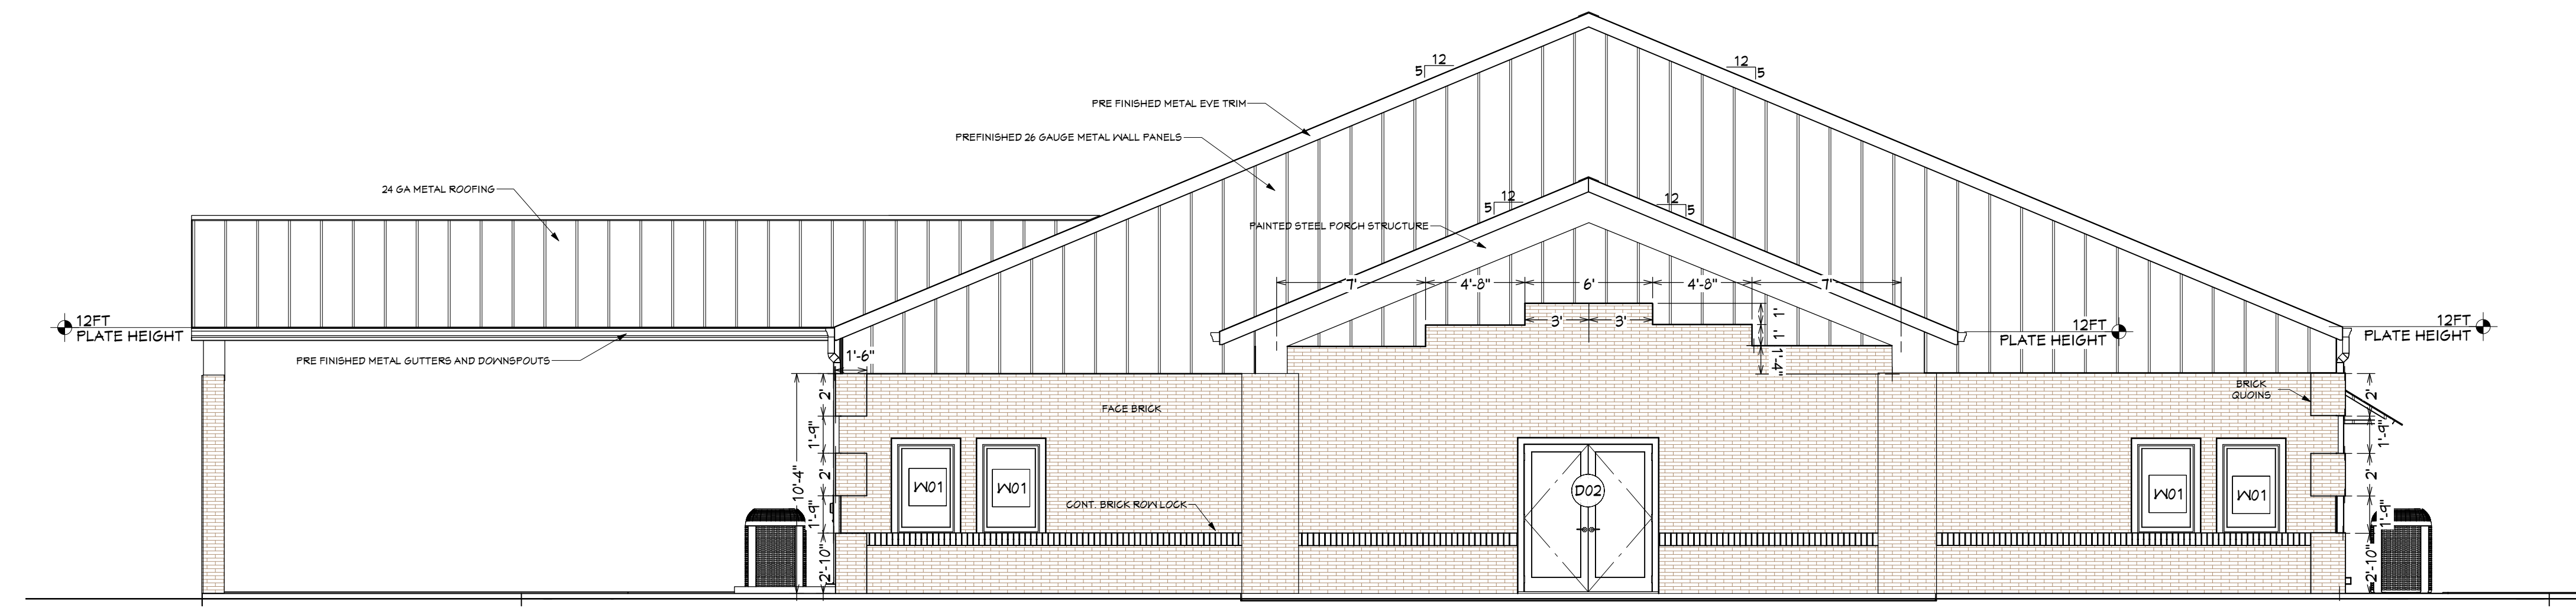 12
5
12
5
PRE FINISHED METAL EVE TRIM
PREFINISHED 26 GAUGE METAL WALL PANELS
24 GA METAL ROOFING
12
5
12
5
PAINTED STEEL PORCH STRUCTURE
7'
4'-8"
6'
4'-8"
7'
3'
3'
1'
1'
1'-4"
12FT
PLATE HEIGHT
12FT
PLATE HEIGHT
12FT
PLATE HEIGHT
PRE FINISHED METAL GUTTERS AND DOWNSPOUTS
1'-6"
FACE BRICK
BRICK
QUOINS
10'-4"
2'
1'-9"
2'
1'-9"
2'-10"
W01
W01
D02
W01
W01
CONT. BRICK ROW LOCK
2'
1'-9"
2'
1'-9"
2'-10"